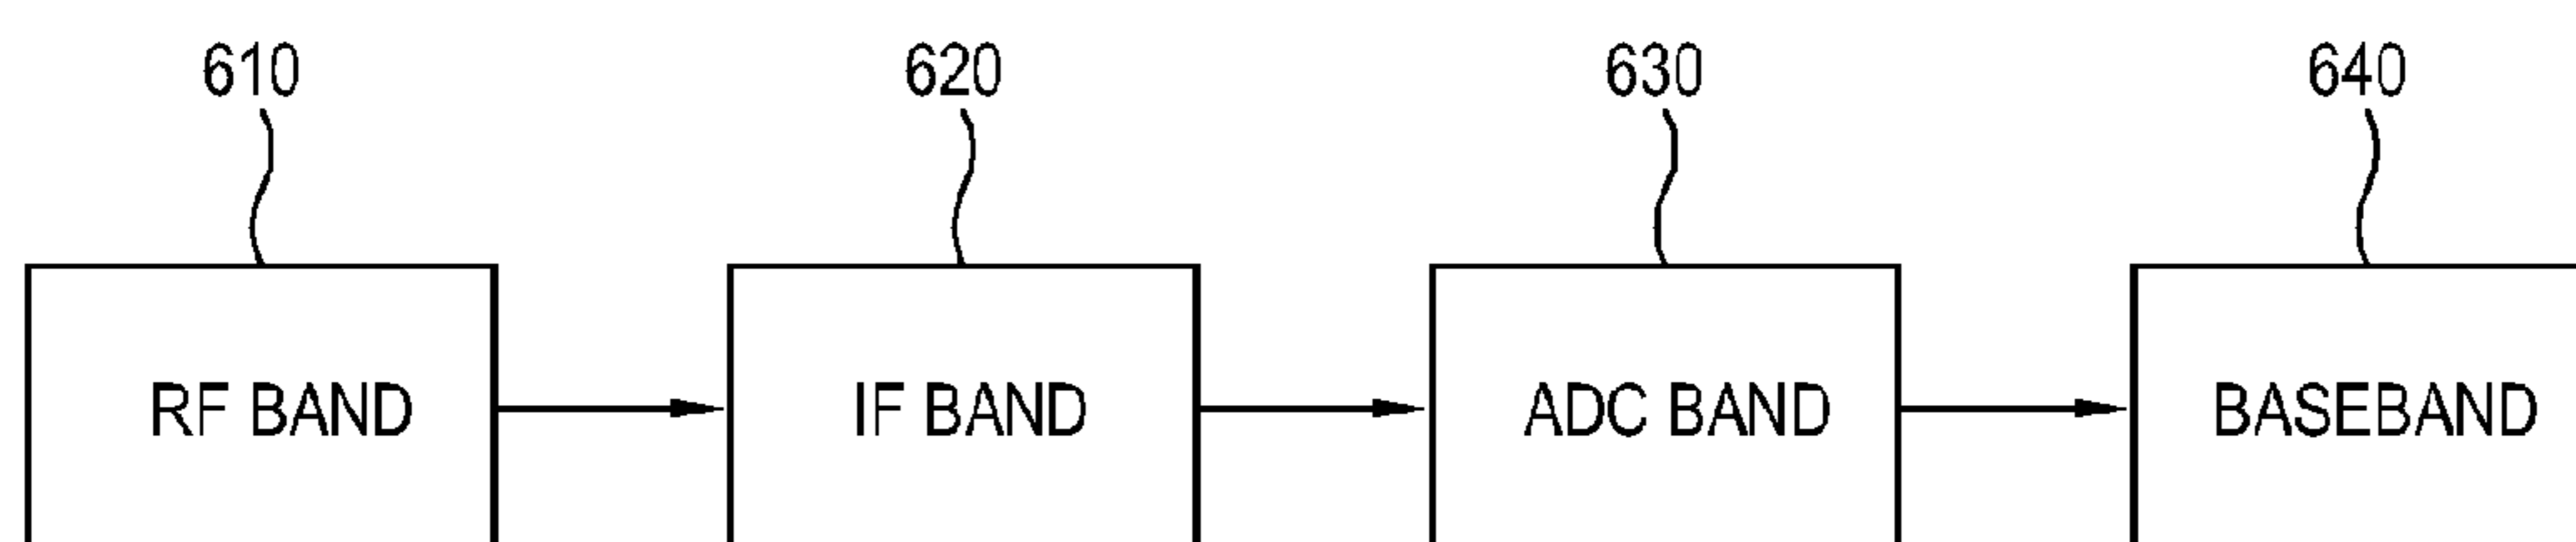 610 620 630 640
RF BAND IF BAND ADC BAND BASEBAND